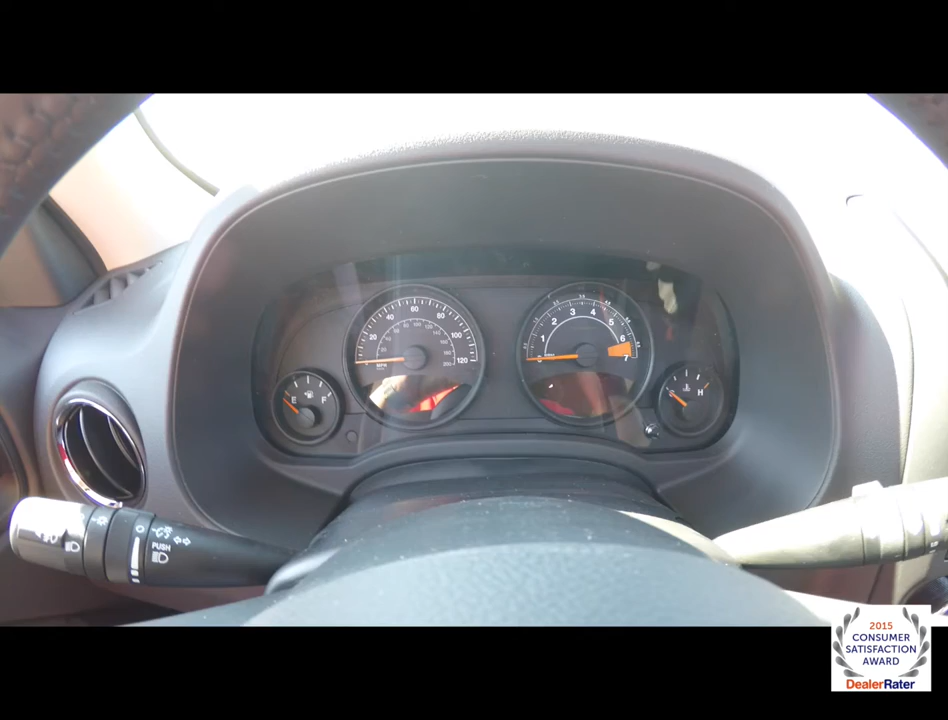 20 40 60 80 100 120
MPH
1 2 3 4 5 6 7
E F
C H
PUSH
2015
CONSUMER
SATISFACTION
AWARD
DealerRater